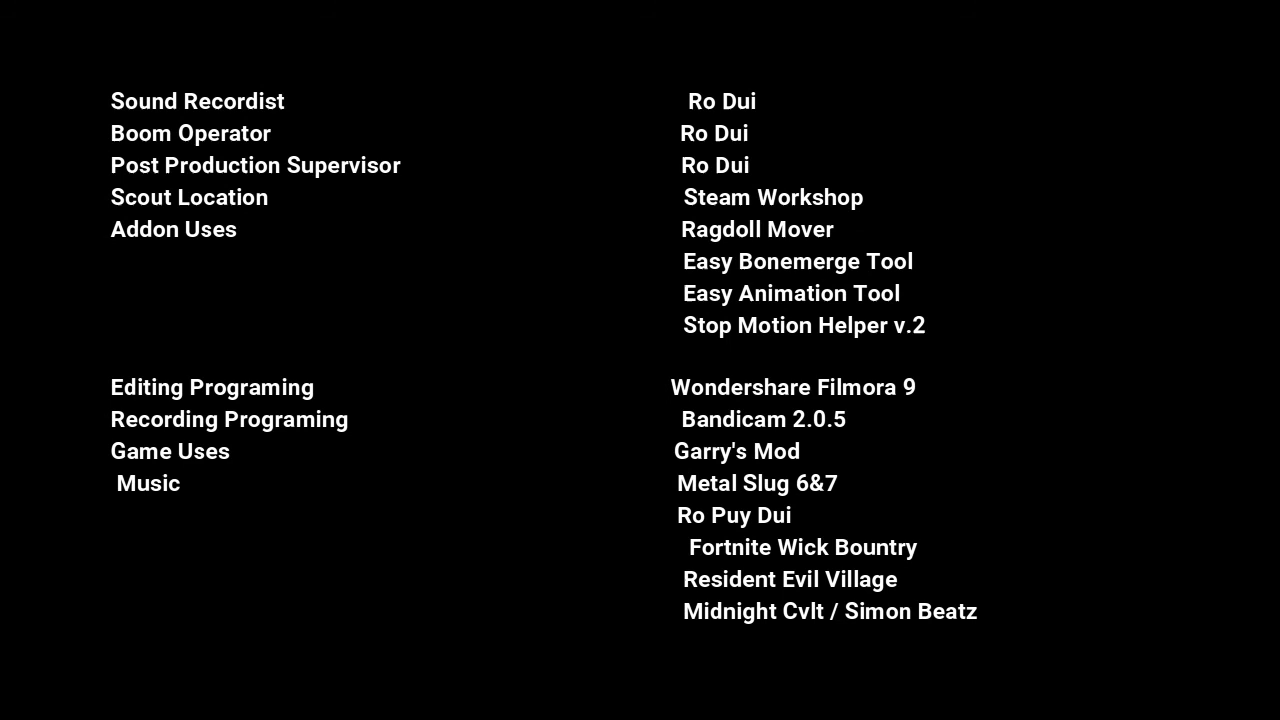 Sound Recordist Ro Dui
Boom Operator Ro Dui
Post Production Supervisor Ro Dui
Scout Location Steam Workshop
Addon Uses Ragdoll Mover
Easy Bonemerge Tool
Easy Animation Tool
Stop Motion Helper v.2
Editing Programing Wondershare Filmora 9
Recording Programing Bandicam 2.0.5
Game Uses Garry's Mod
Music Metal Slug 6&7
Ro Puy Dui
Fortnite Wick Bountry
Resident Evil Village
Midnight Cvlt / Simon Beatz